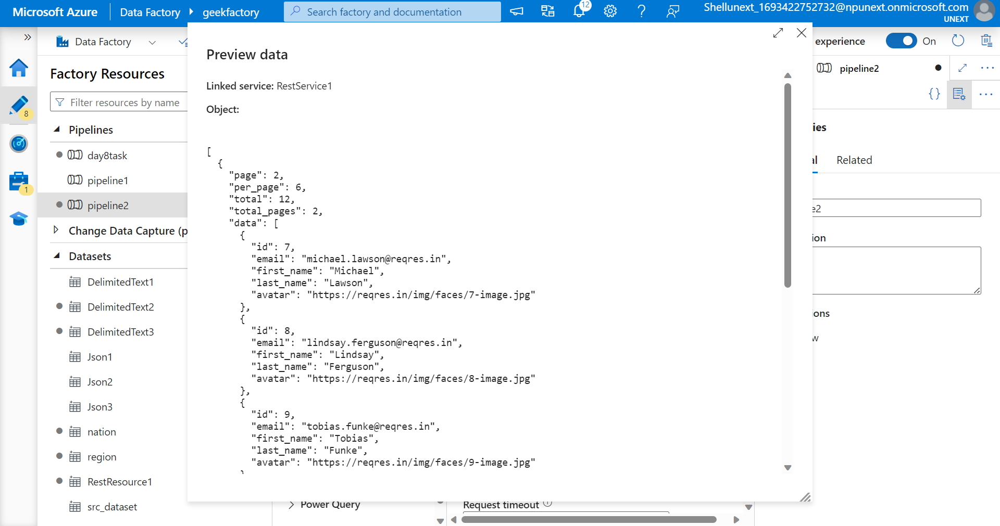 Microsoft Azure
Data Factory
geekfactory
Search factory and documentation
12
Shellunext_1693422752732@npunext.onmicrosoft.com
UNEXT
Data Factory
experience
On
Factory Resources
Filter resources by name
8
1
Pipelines
day8task
pipeline1
pipeline2
Change Data Capture (p
Datasets
DelimitedText1
DelimitedText2
DelimitedText3
Json1
Json2
Json3
nation
region
RestResource1
src_dataset
Preview data
Linked service: RestService1
Object:
[
{
"page": 2,
"per_page": 6,
"total": 12,
"total_pages": 2,
"data": [
{
"id": 7,
"email": "michael.lawson@reqres.in",
"first_name": "Michael",
"last_name": "Lawson",
"avatar": "https://reqres.in/img/faces/7-image.jpg"
},
{
"id": 8,
"email": "lindsay.ferguson@reqres.in",
"first_name": "Lindsay",
"last_name": "Ferguson",
"avatar": "https://reqres.in/img/faces/8-image.jpg"
},
{
"id": 9,
"email": "tobias.funke@reqres.in",
"first_name": "Tobias",
"last_name": "Funke",
"avatar": "https://reqres.in/img/faces/9-image.jpg"
}
Power Query
Request timeout
pipeline2
{}
ies
al
Related
e2
ion
ions
w